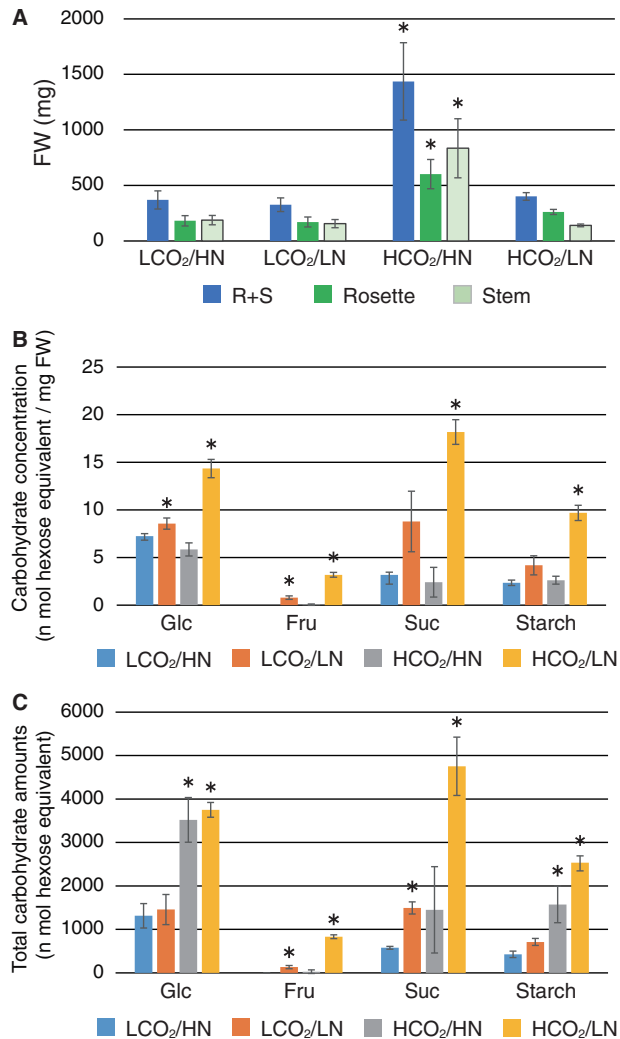 A
FW (mg)
2000
1500
1000
500
0
*
*
*
LCO₂/HN LCO₂/LN HCO₂/HN HCO₂/LN
R+S Rosette Stem
B
Carbohydrate concentration
(n mol hexose equivalent / mg FW)
25
20
15
10
5
0
* *
* *
*
*
Glc Fru Suc Starch
LCO₂/HN LCO₂/LN HCO₂/HN HCO₂/LN
C
Total carbohydrate amounts
(n mol hexose equivalent)
6000
5000
4000
3000
2000
1000
0
* *
* *
* *
* *
Glc Fru Suc Starch
LCO₂/HN LCO₂/LN HCO₂/HN HCO₂/LN